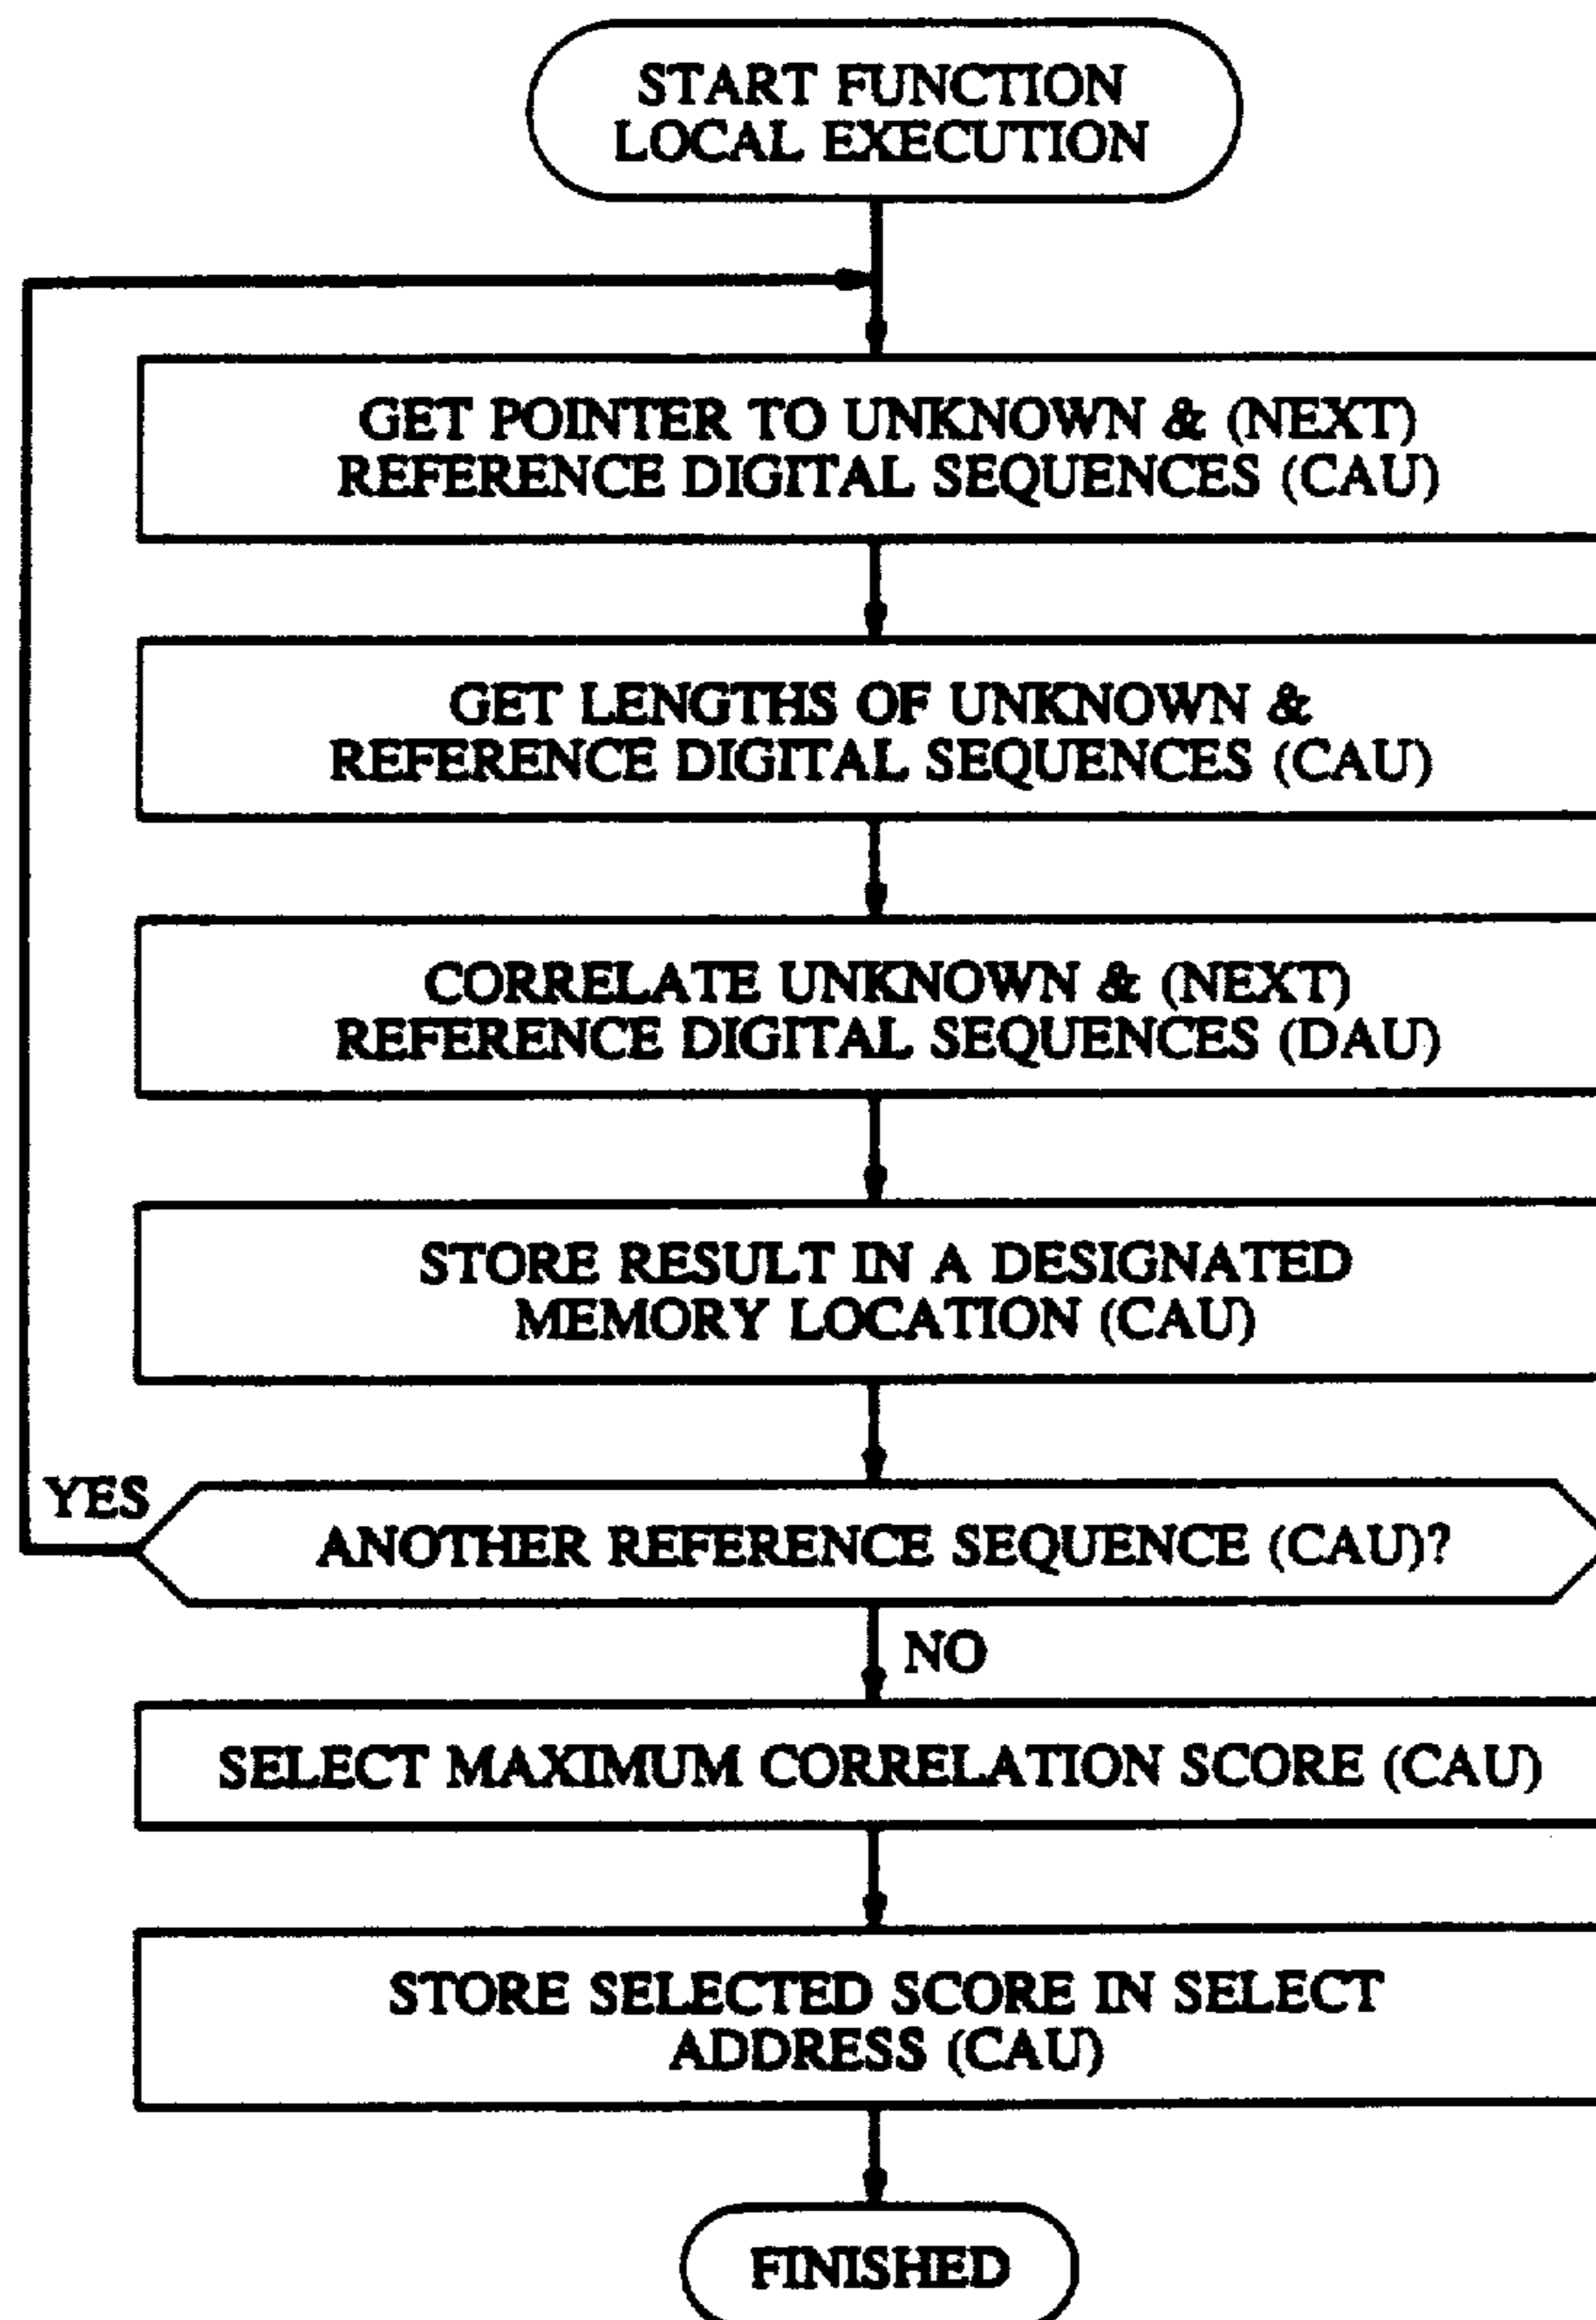 START FUNCTION
LOCAL EXECUTION
GET POINTER TO UNKNOWN & (NEXT)
REFERENCE DIGITAL SEQUENCES (CAU)
GET LENGTHS OF UNKNOWN &
REFERENCE DIGITAL SEQUENCES (CAU)
CORRELATE UNKNOWN & (NEXT)
REFERENCE DIGITAL SEQUENCES (DAU)
STORE RESULT IN A DESIGNATED
MEMORY LOCATION (CAU)
YES
ANOTHER REFERENCE SEQUENCE (CAU)?
NO
SELECT MAXIMUM CORRELATION SCORE (CAU)
STORE SELECTED SCORE IN SELECT
ADDRESS (CAU)
FINISHED